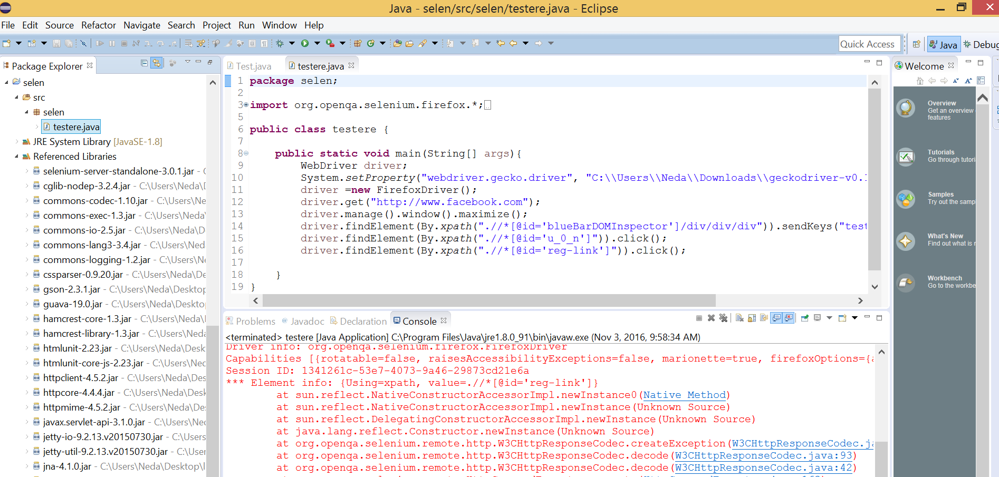 Java - selen/src/selen/testere.java - Eclipse
File Edit Source Refactor Navigate Search Project Run Window Help
Quick Access
Java
Debug
Package Explorer
selen
src
selen
testere.java
JRE System Library [JavaSE-1.8]
Referenced Libraries
selenium-server-standalone-3.0.1.jar -
cglib-nodep-3.2.4.jar - C:\Users\Neda\
commons-codec-1.10.jar - C:\Users\Ne
commons-exec-1.3.jar - C:\Users\Neda\
commons-io-2.5.jar - C:\Users\Neda\D
commons-lang3-3.4.jar - C:\Users\Ned
commons-logging-1.2.jar - C:\Users\N
cssparser-0.9.20.jar - C:\Users\Neda\De
gson-2.3.1.jar - C:\Users\Neda\Desktop
guava-19.0.jar - C:\Users\Neda\Deskto
hamcrest-core-1.3.jar - C:\Users\Neda\
hamcrest-library-1.3.jar - C:\Users\Neda
htmlunit-2.23.jar - C:\Users\Neda\Desk
htmlunit-core-js-2.23.jar - C:\Users\Nec
httpclient-4.5.2.jar - C:\Users\Neda\Des
httpcore-4.4.4.jar - C:\Users\Neda\Desk
httpmime-4.5.2.jar - C:\Users\Neda\De
javax.servlet-api-3.1.0.jar - C:\Users\Nec
jetty-io-9.2.13.v20150730.jar - C:\Users
jetty-util-9.2.13.v20150730.jar - C:\User
jna-4.1.0.jar - C:\Users\Neda\Desktop\l
Test.java
testere.java
1 package selen;
2
3 import org.openqa.selenium.firefox.*;
5
6 public class testere {
7
8 public static void main(String[] args){
9 WebDriver driver;
10 System.setProperty("webdriver.gecko.driver", "C:\\Users\\Neda\\Downloads\\geckodriver-v0.1
11 driver =new FirefoxDriver();
12 driver.get("http://www.facebook.com");
13 driver.manage().window().maximize();
14 driver.findElement(By.xpath(".//*[@id='blueBarDOMInspector']/div/div/div")).sendKeys("test
15 driver.findElement(By.xpath(".//*[@id='u_0_n']")).click();
16 driver.findElement(By.xpath(".//*[@id='reg-link']")).click();
17
18 }
19 }
Problems Javadoc Declaration Console
<terminated> testere [Java Application] C:\Program Files\Java\jre1.8.0_91\bin\javaw.exe (Nov 3, 2016, 9:58:34 AM)
Driver info: org.openqa.selenium.firefox.FirefoxDriver
Capabilities [{rotatable=false, raisesAccessibilityExceptions=false, marionette=true, firefoxOptions={a
Session ID: 1341261c-53e7-4073-9a46-29873cd21e6a
*** Element info: {Using=xpath, value=.//*[@id='reg-link']}
at sun.reflect.NativeConstructorAccessorImpl.newInstance0(Native Method)
at sun.reflect.NativeConstructorAccessorImpl.newInstance(Unknown Source)
at sun.reflect.DelegatingConstructorAccessorImpl.newInstance(Unknown Source)
at java.lang.reflect.Constructor.newInstance(Unknown Source)
at org.openqa.selenium.remote.http.W3CHttpResponseCodec.createException(W3CHttpResponseCodec.ja
at org.openqa.selenium.remote.http.W3CHttpResponseCodec.decode(W3CHttpResponseCodec.java:93)
at org.openqa.selenium.remote.http.W3CHttpResponseCodec.decode(W3CHttpResponseCodec.java:42)
Welcome
Overview
Get an overview
features
Tutorials
Go through tutori
Samples
Try out the samp
What's New
Find out what is r
Workbench
Go to the workbe